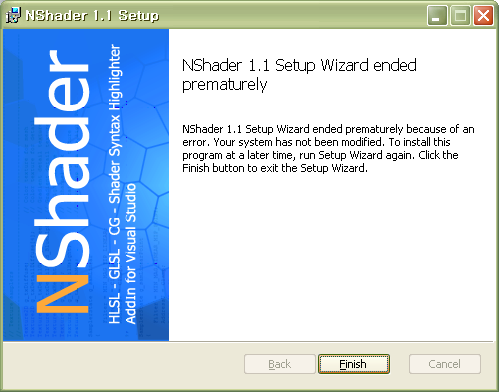 NShader 1.1 Setup
NShader
HLSL - GLSL - CG - Shader Syntax Highlighter
AddIn for Visual Studio
NShader 1.1 Setup Wizard ended
prematurely
NShader 1.1 Setup Wizard ended prematurely because of an
error. Your system has not been modified. To install this
program at a later time, run Setup Wizard again. Click the
Finish button to exit the Setup Wizard.
Back
Finish
Cancel